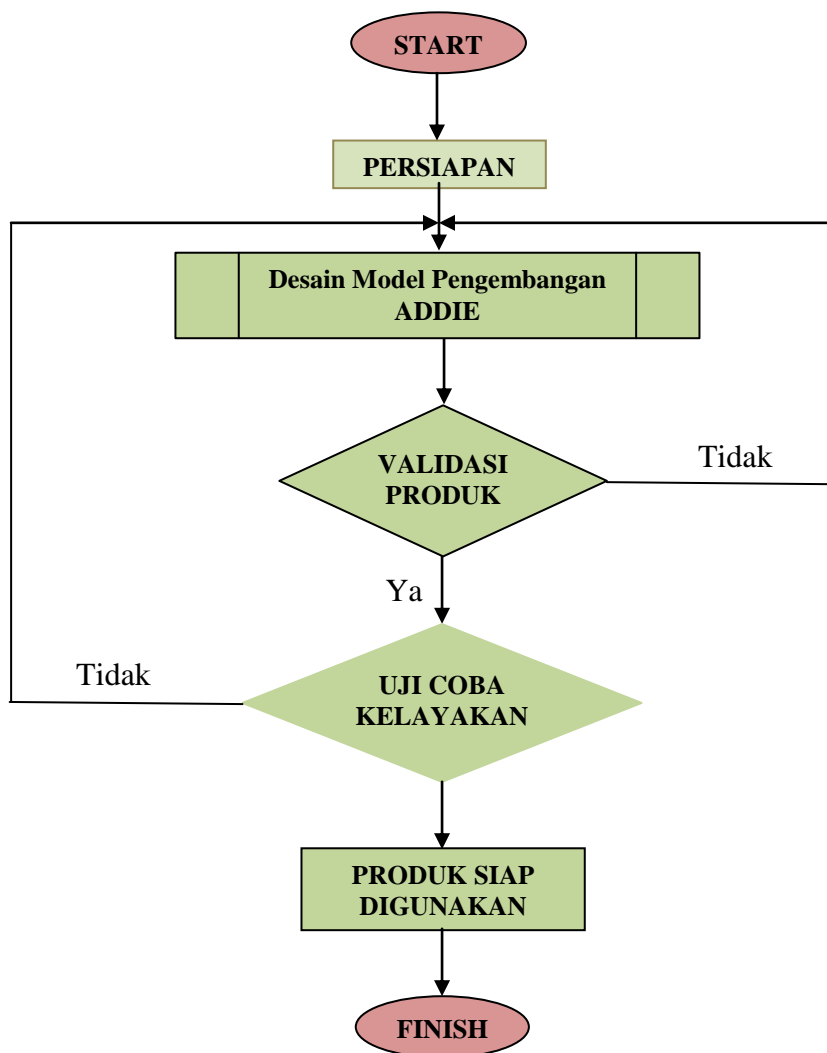 START
PERSIAPAN
Desain Model Pengembangan
ADDIE
VALIDASI
PRODUK
Tidak
Ya
Tidak
UJI COBA
KELAYAKAN
PRODUK SIAP
DIGUNAKAN
FINISH